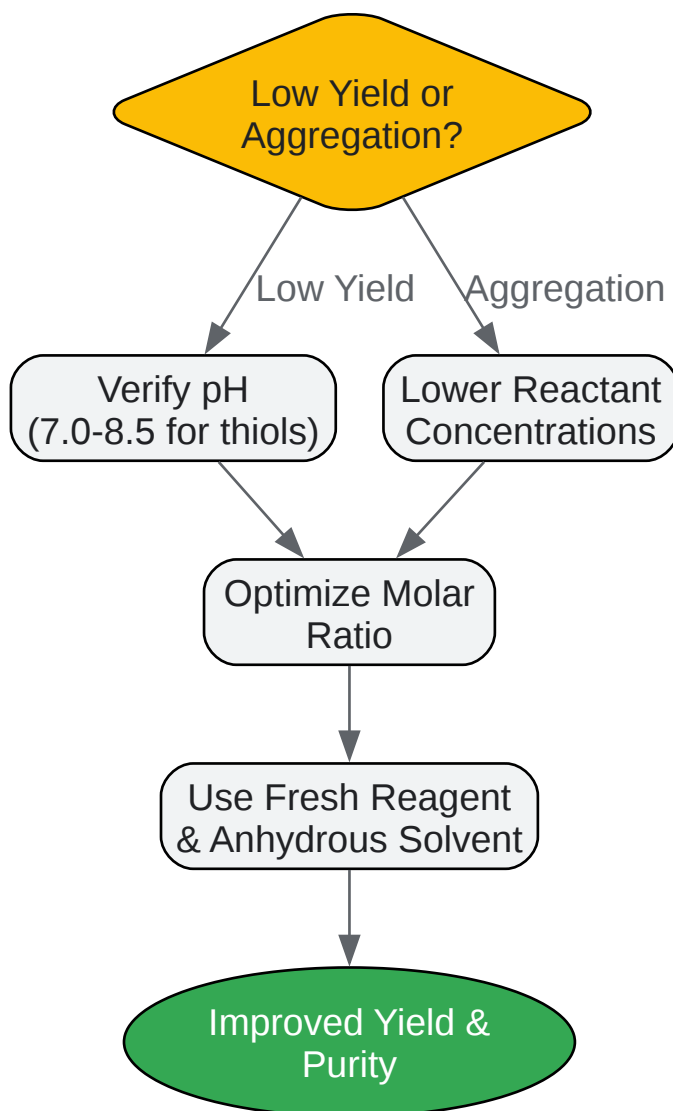 Low Yield or
Aggregation?
Low Yield
Aggregation
Verify pH
(7.0-8.5 for thiols)
Lower Reactant
Concentrations
Optimize Molar
Ratio
Use Fresh Reagent
& Anhydrous Solvent
Improved Yield &
Purity